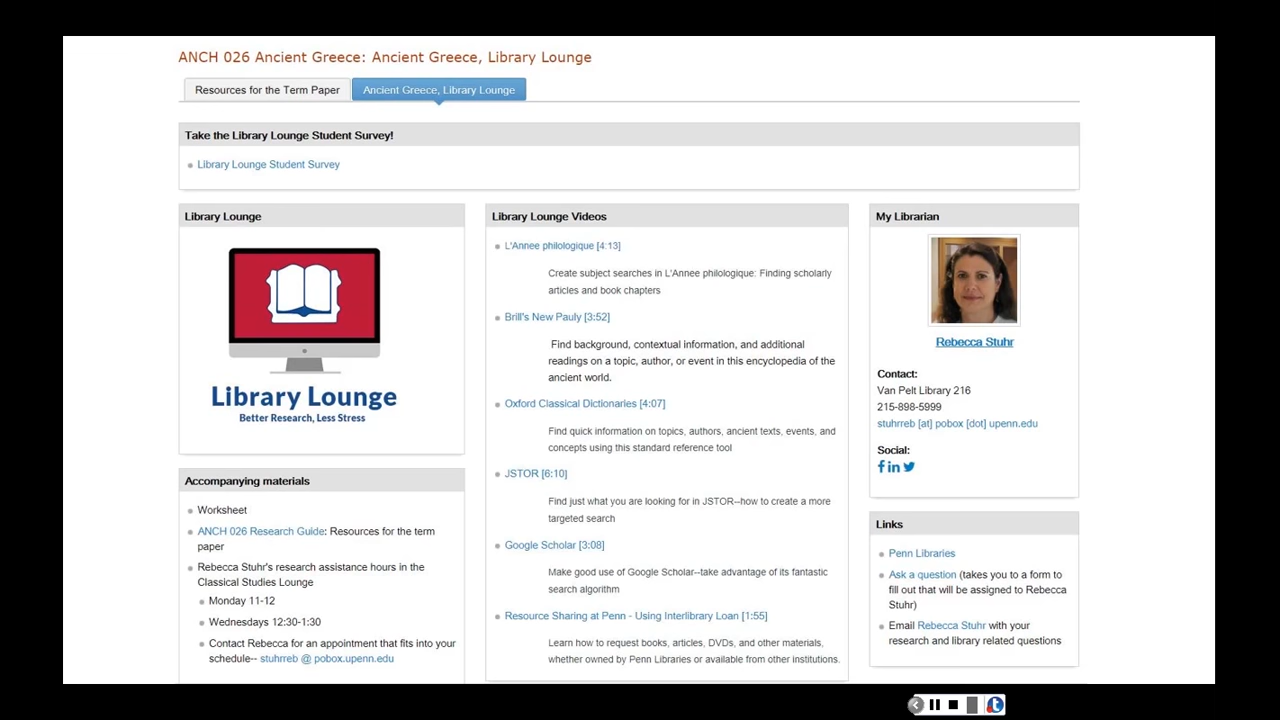 ANCH 026 Ancient Greece: Ancient Greece, Library Lounge
Resources for the Term Paper
Ancient Greece, Library Lounge
Take the Library Lounge Student Survey!
Library Lounge Student Survey
Library Lounge
Library Lounge
Better Research, Less Stress
Accompanying materials
Worksheet
ANCH 026 Research Guide: Resources for the term
paper
Rebecca Stuhr's research assistance hours in the
Classical Studies Lounge
Monday 11-12
Wednesdays 12:30-1:30
Contact Rebecca for an appointment that fits into your
schedule-- stuhrreb @ pobox.upenn.edu
Library Lounge Videos
L'Annee philologique [4:13]
Create subject searches in L'Annee philologique: Finding scholarly
articles and book chapters
Brill's New Pauly [3:52]
Find background, contextual information, and additional
readings on a topic, author, or event in this encyclopedia of the
ancient world.
Oxford Classical Dictionaries [4:07]
Find quick information on topics, authors, ancient texts, events, and
concepts using this standard reference tool
JSTOR [6:10]
Find just what you are looking for in JSTOR--how to create a more
targeted search
Google Scholar [3:08]
Make good use of Google Scholar--take advantage of its fantastic
search algorithm
Resource Sharing at Penn - Using Interlibrary Loan [1:55]
Learn how to request books, articles, DVDs, and other materials,
whether owned by Penn Libraries or available from other institutions.
My Librarian
Rebecca Stuhr
Contact:
Van Pelt Library 216
215-898-5999
stuhrreb [at] pobox [dot] upenn.edu
Social:
Links
Penn Libraries
Ask a question (takes you to a form to
fill out that will be assigned to Rebecca
Stuhr)
Email Rebecca Stuhr with your
research and library related questions